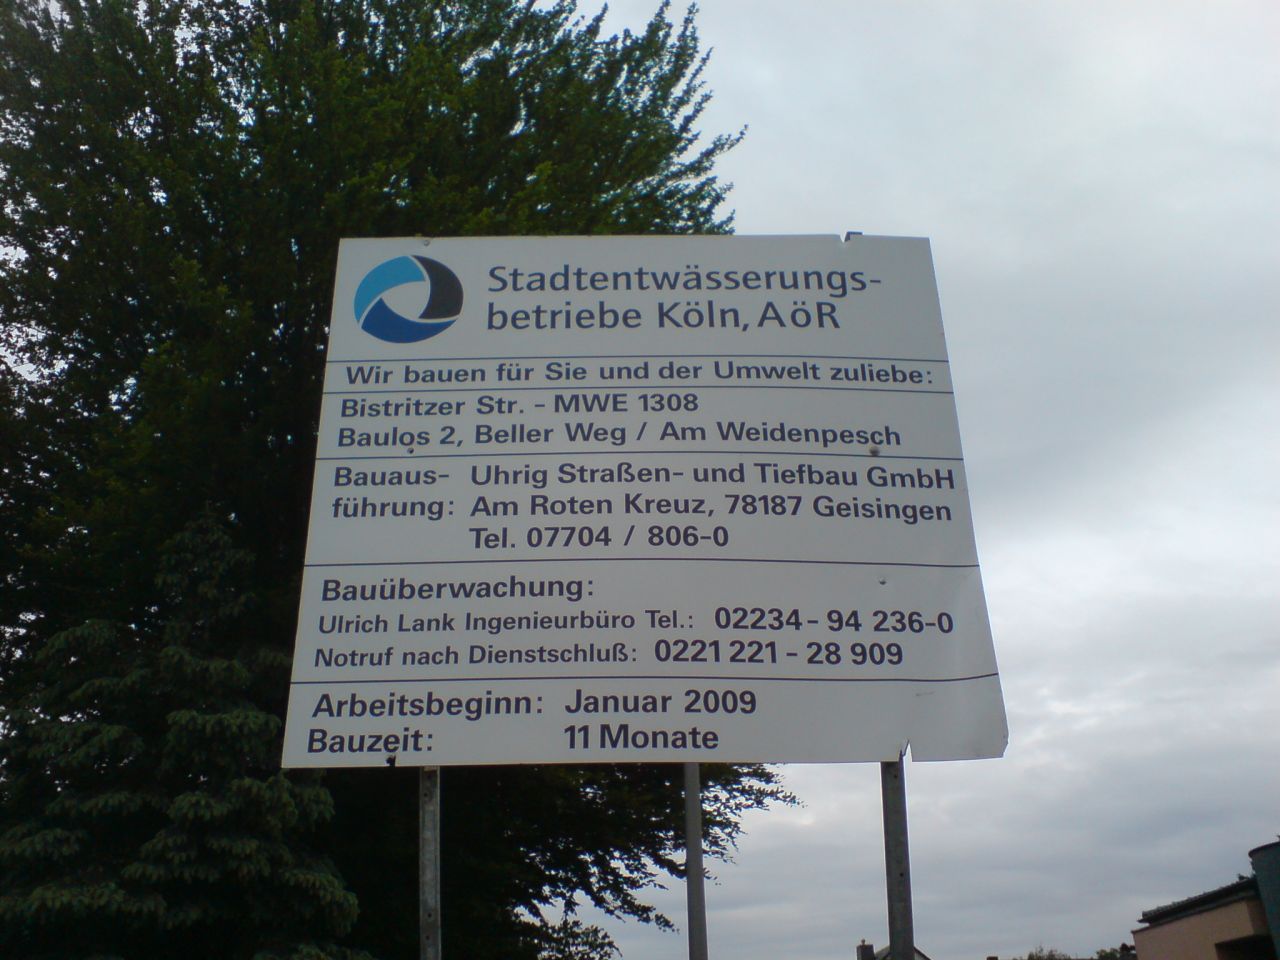 Stadtentwässerungs-
betriebe Köln, AöR
Wir bauen für Sie und der Umwelt zuliebe:
Bistritzer Str. - MWE 1308
Baulos 2, Beller Weg / Am Weidenpesch
Bauaus- Uhrig Straßen- und Tiefbau GmbH
führung: Am Roten Kreuz, 78187 Geisingen
Tel. 07704 / 806-0
Bauüberwachung:
Ulrich Lank Ingenieurbüro Tel.: 02234- 94 236-0
Notruf nach Dienstschluß: 0221 221 - 28 909
Arbeitsbeginn: Januar 2009
Bauzeit: 11 Monate